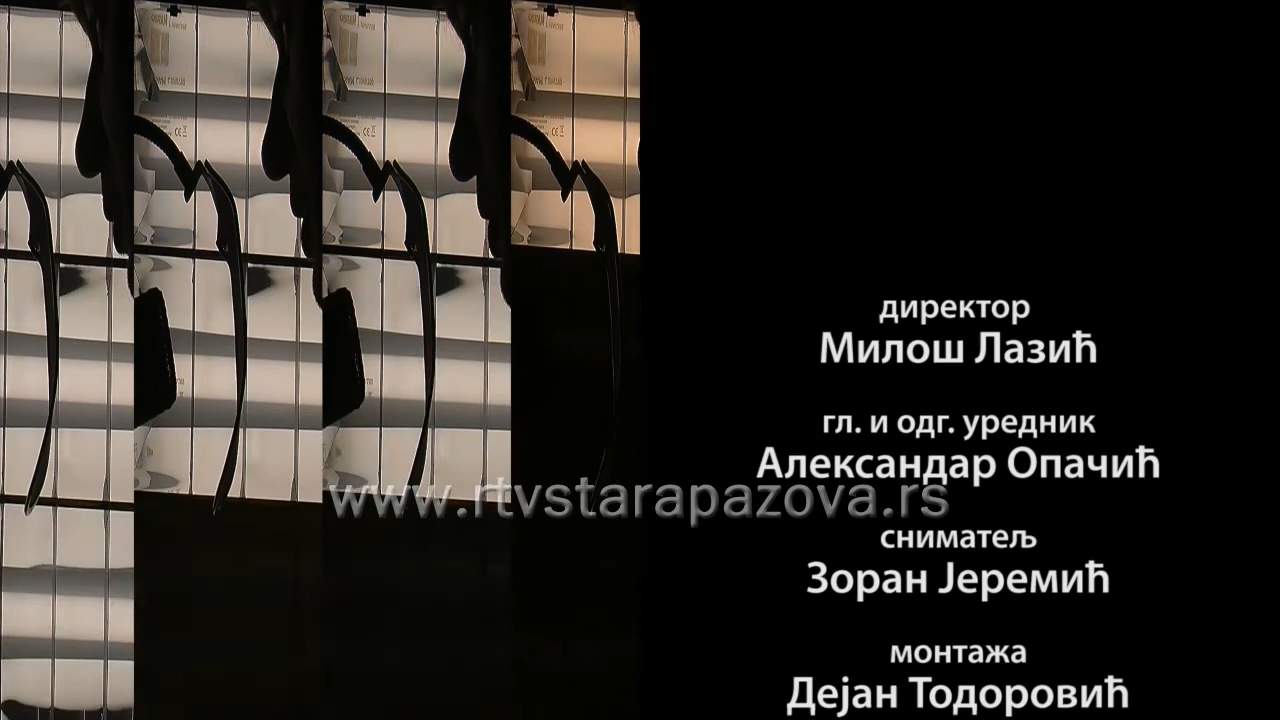 директор
Милош Лазић
гл. и одг. уредник
Александар Опачић
www.rtvstarapazova.rs
сниматељ
Зоран Јеремић
монтажа
Дејан Тодоровић